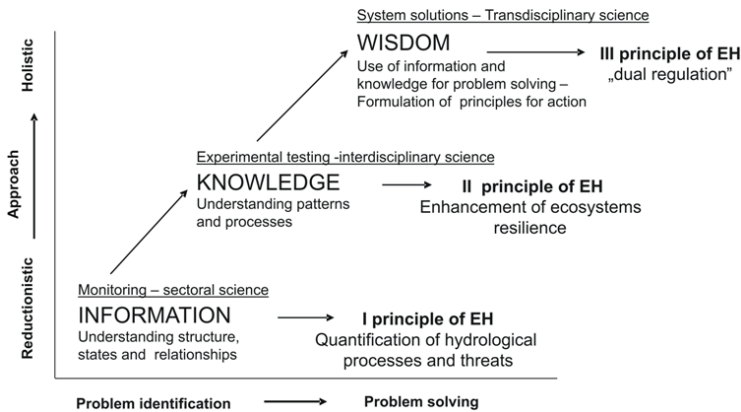 System solutions – Transdisciplinary science
WISDOM
Use of information and
knowledge for problem solving –
Formulation of principles for action
III principle of EH
„dual regulation”
Experimental testing -interdisciplinary science
KNOWLEDGE
Understanding patterns
and processes
II principle of EH
Enhancement of ecosystems
resilience
Monitoring – sectoral science
INFORMATION
Understanding structure,
states and relationships
I principle of EH
Quantification of hydrological
processes and threats
Holistic
Approach
Reductionistic
Problem identification
Problem solving